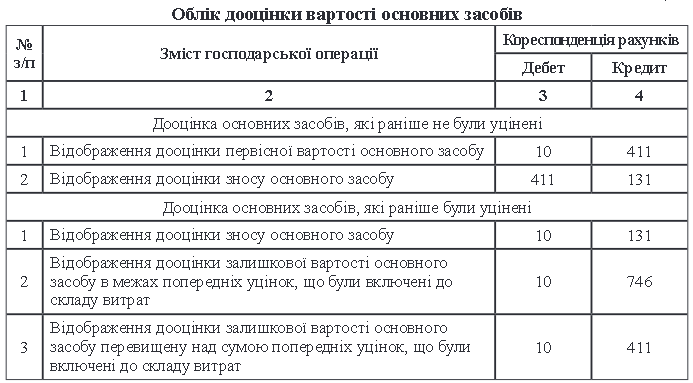 Облік дооцінки вартості основних засобів
№ з/п Зміст господарської операції Кореспонденція рахунків
Дебет Кредит
1 2 3 4
Дооцінка основних засобів, які раніше не були уцінені
1 Відображення дооцінки первісної вартості основного засобу 10 411
2 Відображення дооцінки зносу основного засобу 411 131
Дооцінка основних засобів, які раніше були уцінені
1 Відображення дооцінки зносу основного засобу 10 131
Відображення дооцінки залишкової вартості основного
2 засобу в межах попередніх уцінок, що були включені до 10 746
складу витрат
Відображення дооцінки залишкової вартості основного
3 засобу перевищену над сумою попередніх уцінок, що були 10 411
включені до складу витрат